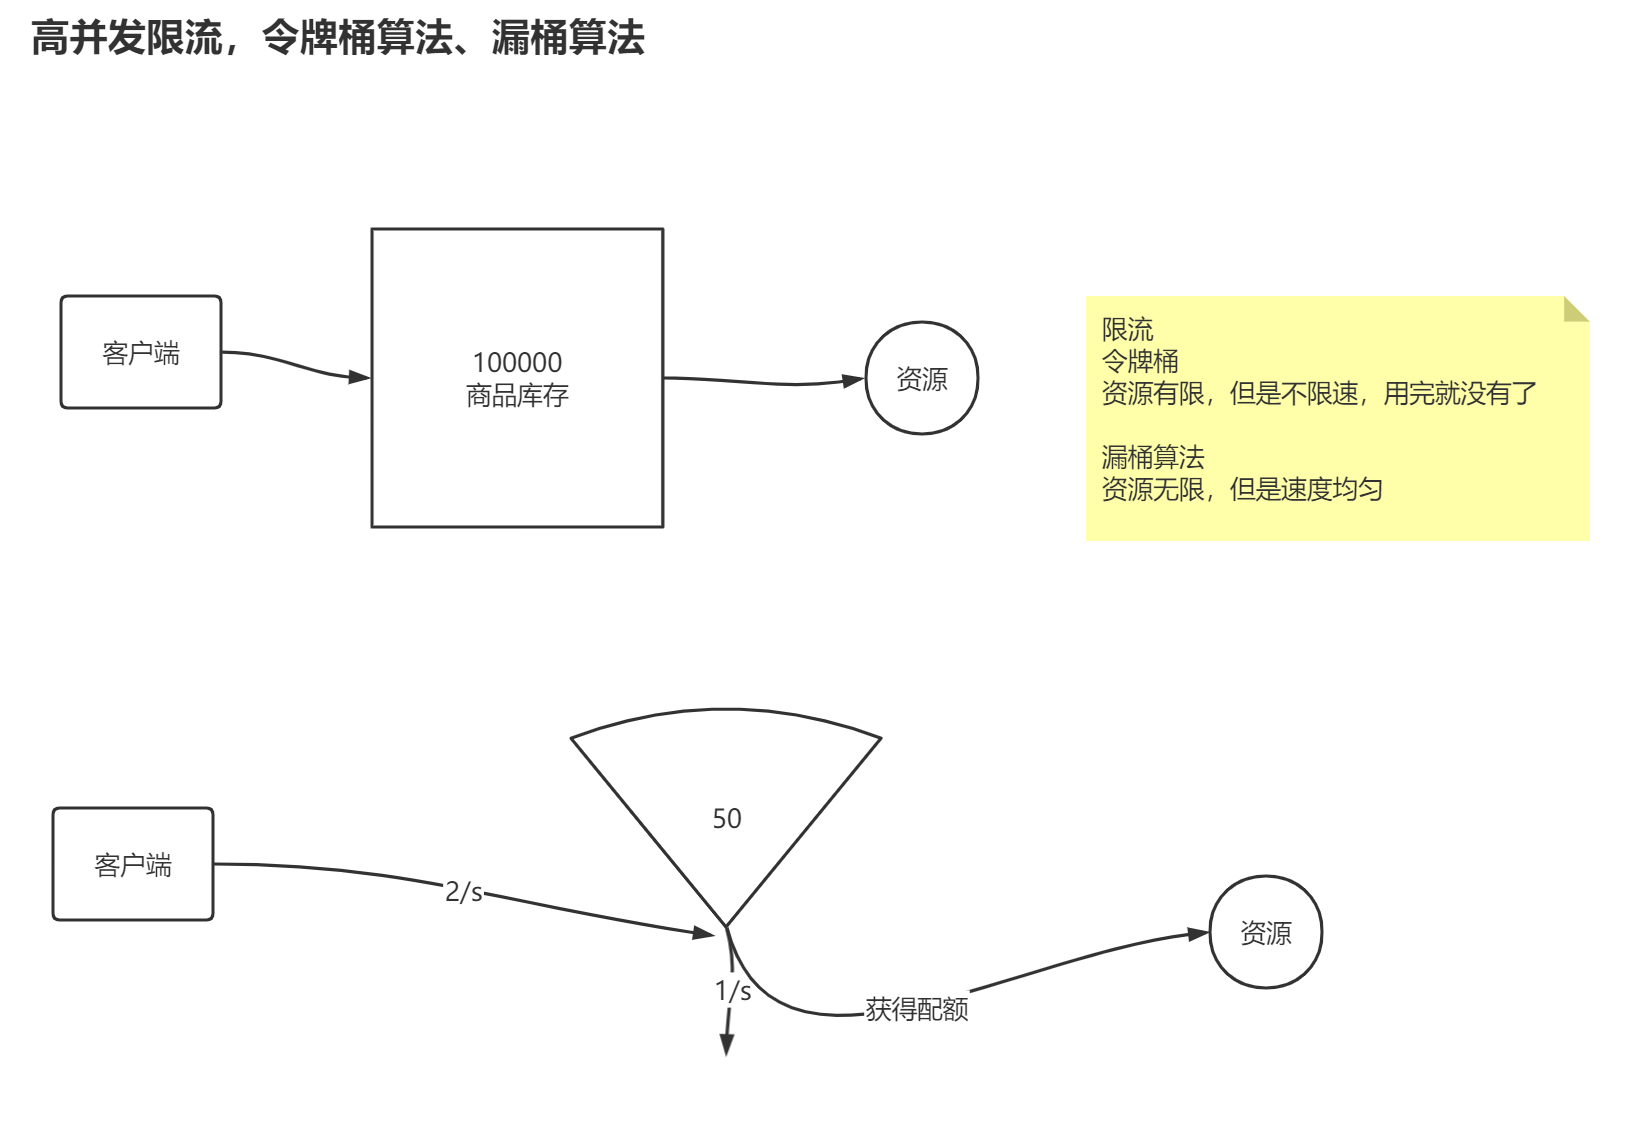 高并发限流，令牌桶算法、漏桶算法
客户端
100000
商品库存
资源
限流
令牌桶
资源有限，但是不限速，用完就没有了
漏桶算法
资源无限，但是速度均匀
50
客户端
2/s
资源
1/s
获得配额